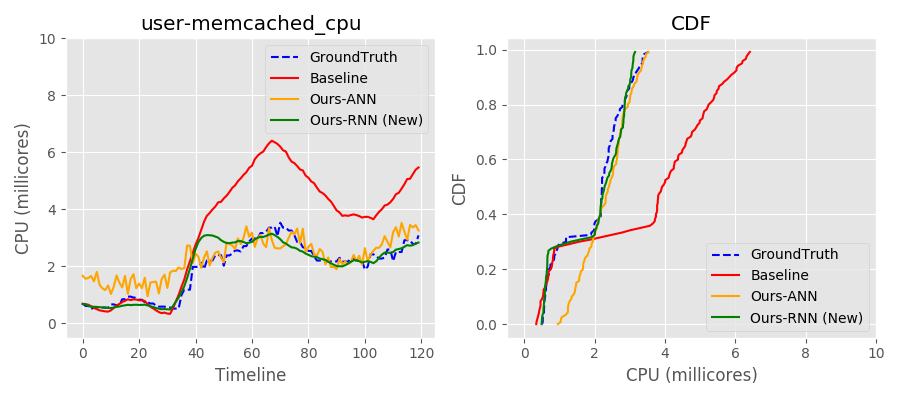 user-memcached_cpu
CPU (millicores)
10
8
6
4
2
0
0
20
40
60
80
100
120
Timeline
GroundTruth
Baseline
Ours-ANN
Ours-RNN (New)
CDF
CDF
1.0
0.8
0.6
0.4
0.2
0.0
0
2
4
6
8
10
CPU (millicores)
GroundTruth
Baseline
Ours-ANN
Ours-RNN (New)